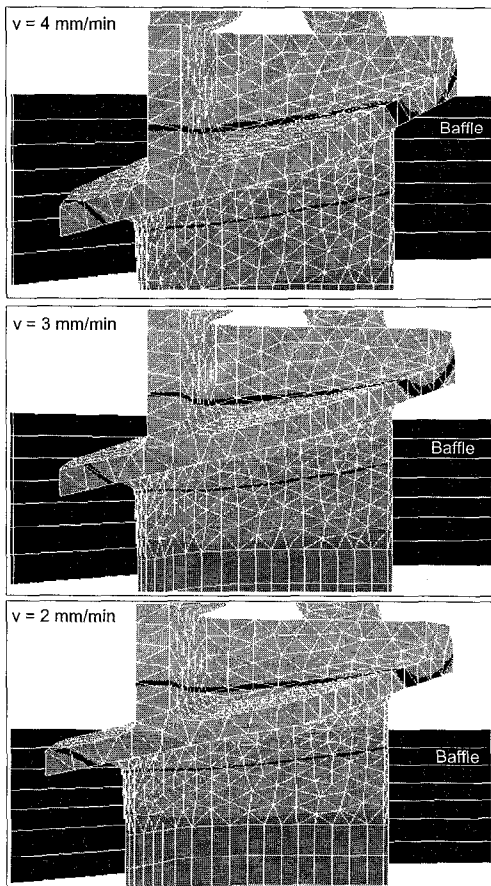 v = 4 mm/min
Baffle
v = 3 mm/min
Baffle
v = 2 mm/min
Baffle